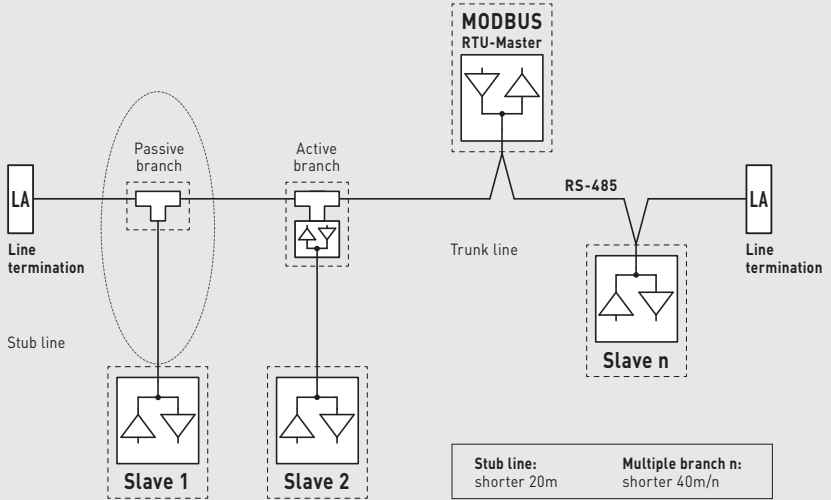 MODBUS
RTU-Master
Passive
branch
Active
branch
LA
RS-485
LA
Line
termination
Trunk line
Line
termination
Stub line
Slave n
Slave 1
Slave 2
Stub line:
shorter 20m
Multiple branch n:
shorter 40m/n